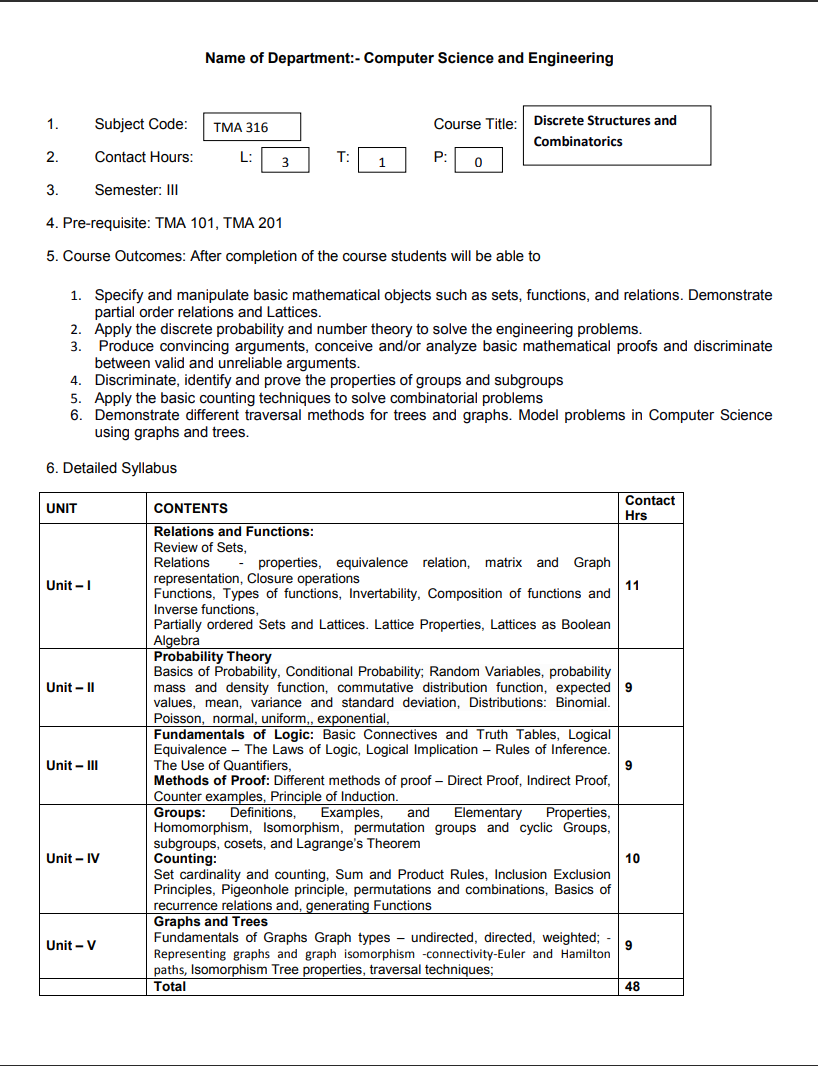 Name of Department:- Computer Science and Engineering
1. Subject Code: TMA 316 Course Title: Discrete Structures and
Combinatorics
2. Contact Hours: L: 3 T: 1 P: 0
3. Semester: III
4. Pre-requisite: TMA 101, TMA 201
5. Course Outcomes: After completion of the course students will be able to
1. Specify and manipulate basic mathematical objects such as sets, functions, and relations. Demonstrate
partial order relations and Lattices.
2. Apply the discrete probability and number theory to solve the engineering problems.
3. Produce convincing arguments, conceive and/or analyze basic mathematical proofs and discriminate
between valid and unreliable arguments.
4. Discriminate, identify and prove the properties of groups and subgroups
5. Apply the basic counting techniques to solve combinatorial problems
6. Demonstrate different traversal methods for trees and graphs. Model problems in Computer Science
using graphs and trees.
6. Detailed Syllabus
UNIT CONTENTS Contact
Hrs
Relations and Functions:
Review of Sets,
Relations - properties, equivalence relation, matrix and Graph
representation, Closure operations
Unit – I 11
Functions, Types of functions, Invertability, Composition of functions and
Inverse functions,
Partially ordered Sets and Lattices. Lattice Properties, Lattices as Boolean
Algebra
Probability Theory
Basics of Probability, Conditional Probability; Random Variables, probability
Unit – II mass and density function, commutative distribution function, expected 9
values, mean, variance and standard deviation, Distributions: Binomial.
Poisson, normal, uniform,, exponential,
Fundamentals of Logic: Basic Connectives and Truth Tables, Logical
Equivalence – The Laws of Logic, Logical Implication – Rules of Inference.
Unit – III The Use of Quantifiers, 9
Methods of Proof: Different methods of proof – Direct Proof, Indirect Proof,
Counter examples, Principle of Induction.
Groups: Definitions, Examples, and Elementary Properties,
Homomorphism, Isomorphism, permutation groups and cyclic Groups,
subgroups, cosets, and Lagrange's Theorem
Unit – IV Counting: 10
Set cardinality and counting, Sum and Product Rules, Inclusion Exclusion
Principles, Pigeonhole principle, permutations and combinations, Basics of
recurrence relations and, generating Functions
Graphs and Trees
Fundamentals of Graphs Graph types – undirected, directed, weighted; -
Unit – V 9
Representing graphs and graph isomorphism -connectivity-Euler and Hamilton
paths, Isomorphism Tree properties, traversal techniques;
Total 48